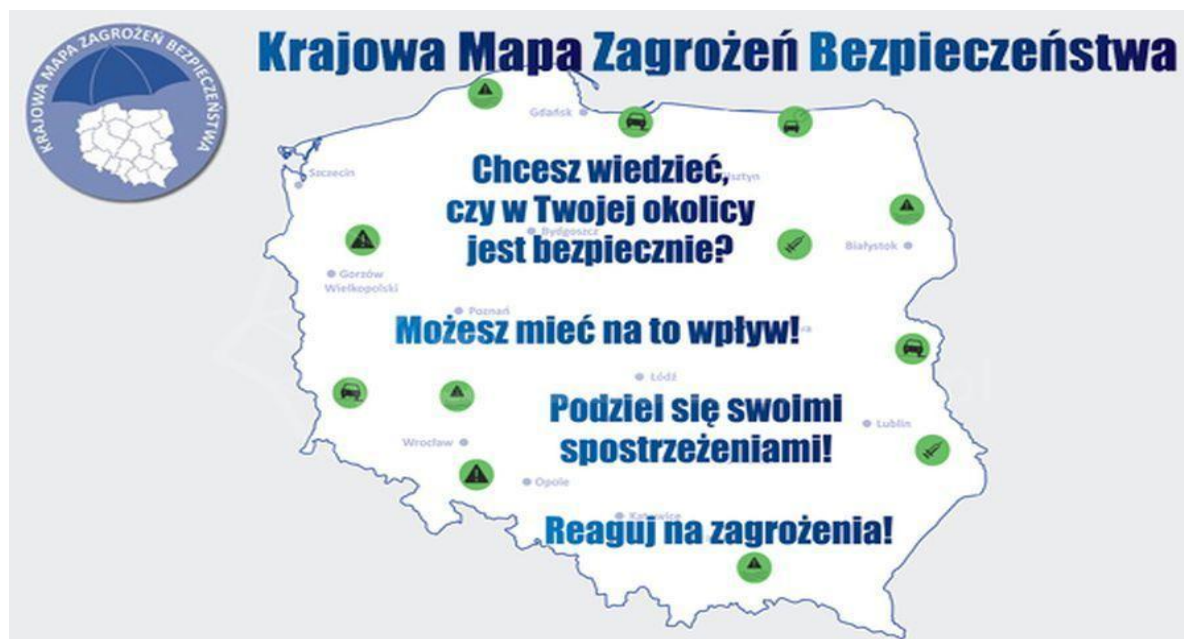 KRAJOWA MAPA ZAGROŻEŃ BEZPIECZEŃSTWA
Krajowa Mapa Zagrożeń Bezpieczeństwa
Gdańsk
Szczecin
Chcesz wiedzieć,
czy w Twojej okolicy
Bydgoszcz
jest bezpiecznie?
Białystok
Gorzów
Wielkopolski
Poznań
Możesz mieć na to wpływ!
Łódź
Podziel się swoimi
Lublin
Wrocław
spostrzeżeniami!
Opole
Katowice
Reaguj na zagrożenia!